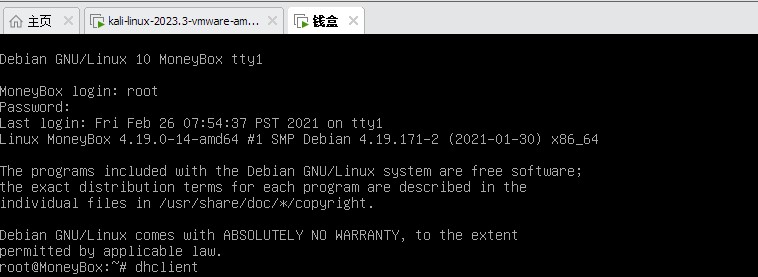 主页 kali-linux-2023.3-vmware-am... 钱盒
Debian GNU/Linux 10 MoneyBox tty1
MoneyBox login: root
Password:
Last login: Fri Feb 26 07:54:37 PST 2021 on tty1
Linux MoneyBox 4.19.0-14-amd64 #1 SMP Debian 4.19.171-2 (2021-01-30) x86_64
The programs included with the Debian GNU/Linux system are free software;
the exact distribution terms for each program are described in the
individual files in /usr/share/doc/*/copyright.
Debian GNU/Linux comes with ABSOLUTELY NO WARRANTY, to the extent
permitted by applicable law.
root@MoneyBox:~# dhclient